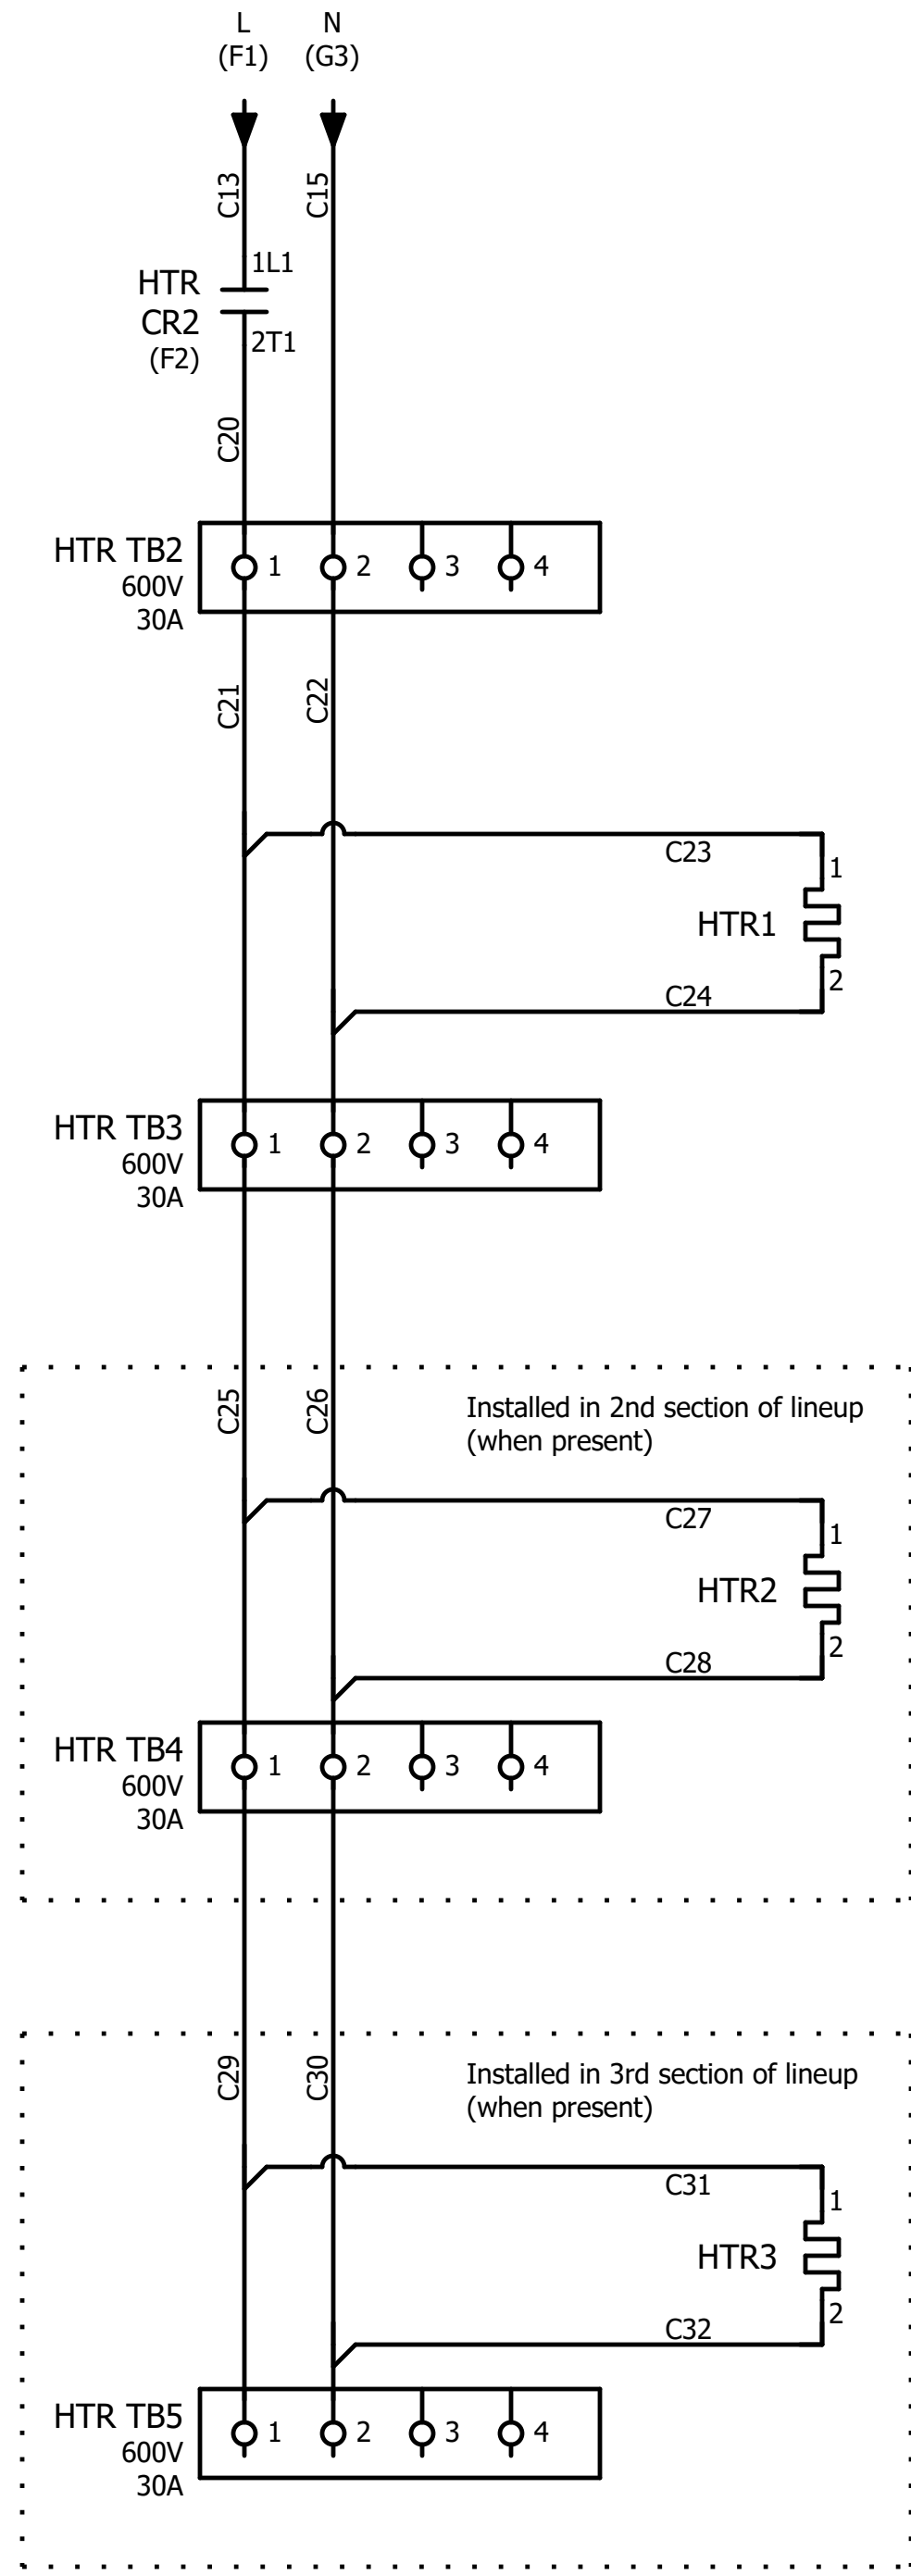 L N
(F1) (G3)
C13 C15
1L1
HTR
CR2
(F2)
2T1
C20
HTR TB2 1 2 3 4
600V
30A
C21 C22
C23
1
HTR1
2
C24
HTR TB3 1 2 3 4
600V
30A
C25 C26
Installed in 2nd section of lineup
(when present)
C27
1
HTR2
2
C28
HTR TB4 1 2 3 4
600V
30A
C29 C30
Installed in 3rd section of lineup
(when present)
C31
1
HTR3
2
C32
HTR TB5 1 2 3 4
600V
30A